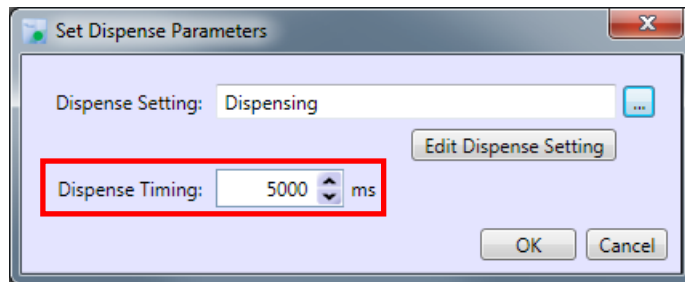 Set Dispense Parameters
Dispense Setting: Dispensing ...
Edit Dispense Setting
Dispense Timing: 5000 ms
OK Cancel